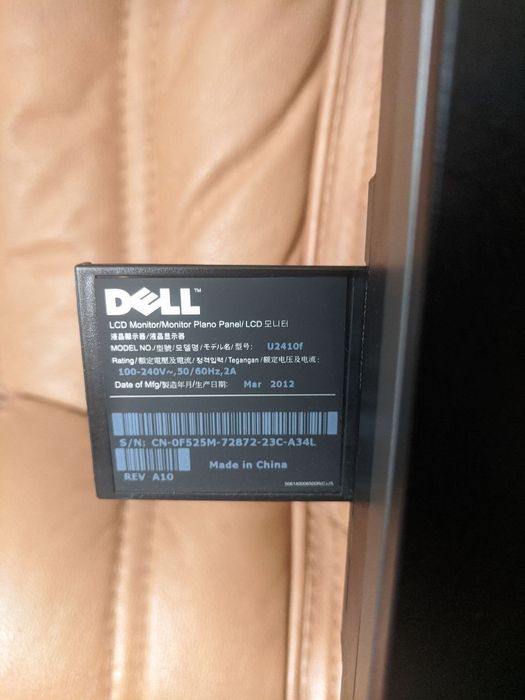 DELL™
LCD Monitor/Monitor Plano Panel/LCD 모니터
液晶顯示器/液晶显示器
MODEL NO./型號/모델명/モデル名/型号: U2410f
Rating/額定電壓及電流/정격입력/Tegangan/额定电压及电流:
100-240V~,50/60Hz,2A
Date of Mfg/製造年月/生产日期: Mar 2012
S/N: CN-0F525M-72872-23C-A34L
Made in China
REV A10